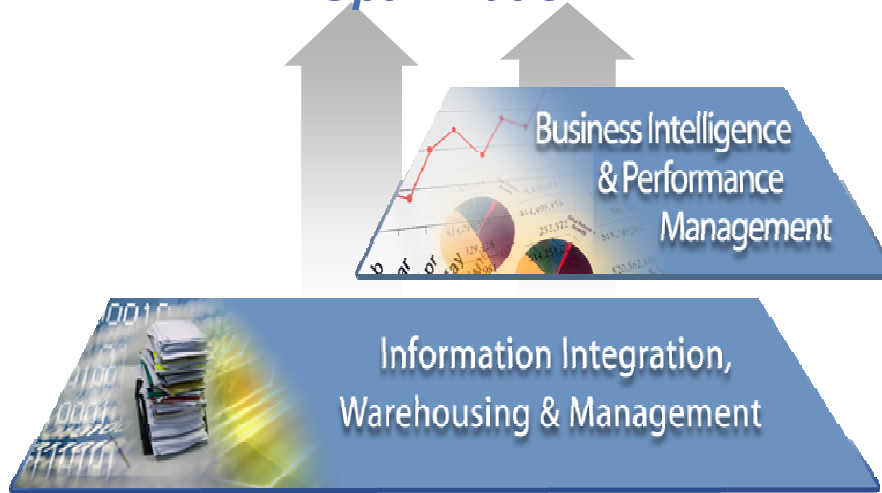 Business Intelligence
& Performance
Management
Information Integration,
Warehousing & Management